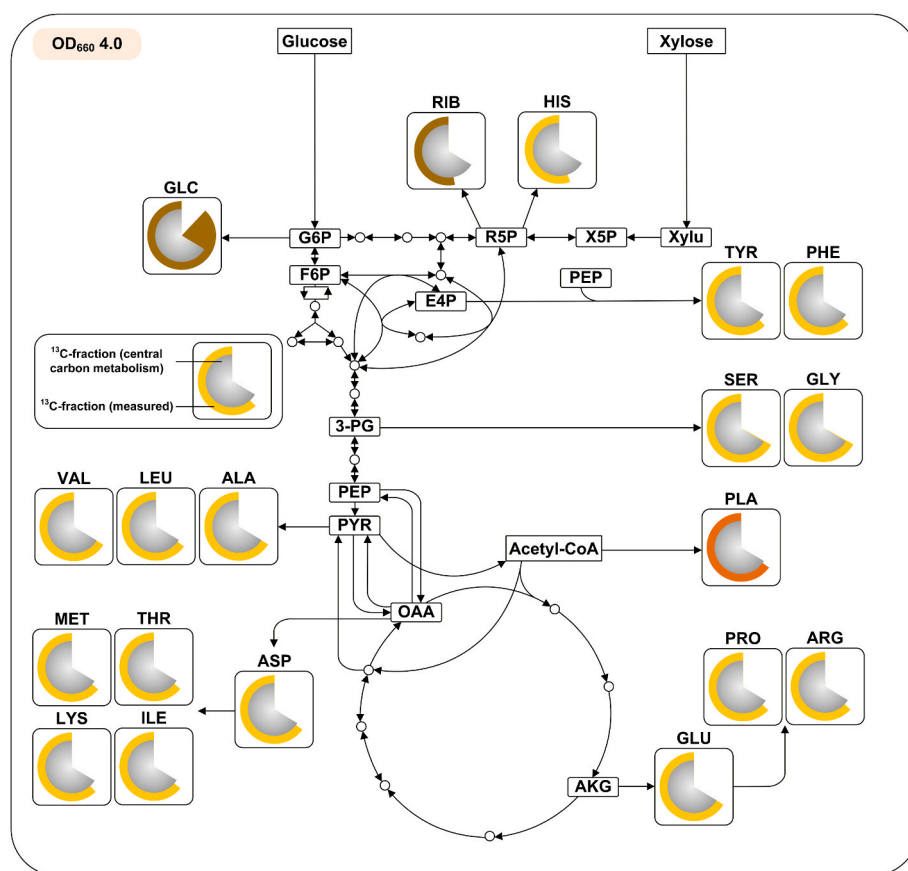 OD₆₆₀ 4.0
Glucose
Xylose
RIB
HIS
GLC
G6P
R5P
X5P
Xylu
F6P
E4P
PEP
TYR
PHE
¹³C-fraction (central
carbon metabolism)
¹³C-fraction (measured)
3-PG
SER
GLY
VAL
LEU
ALA
PEP
PYR
Acetyl-CoA
PLA
OAA
MET
THR
ASP
LYS
ILE
PRO
ARG
GLU
AKG